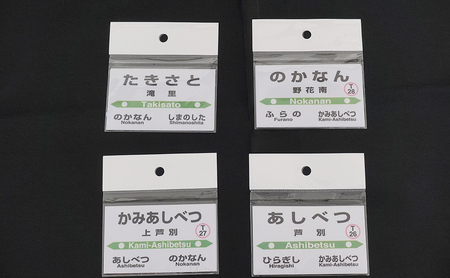 たきさと
滝里
Takisato
のかなん しまのした
Nokanan Shimanoshita
のかなん
野花南
T28
Nokanan
ふらの かみあしべつ
Furano Kami-Ashibetsu
かみあしべつ
上芦別
T27
Kami-Ashibetsu
あしべつ のかなん
Ashibetsu Nokanan
あしべつ
芦別
T26
Ashibetsu
ひらぎし かみあしべつ
Hiragishi Kami-Ashibetsu